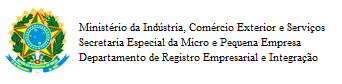 Ministério da Indústria, Comércio Exterior e Serviços
Secretaria Especial da Micro e Pequena Empresa
Departamento de Registro Empresarial e Integração